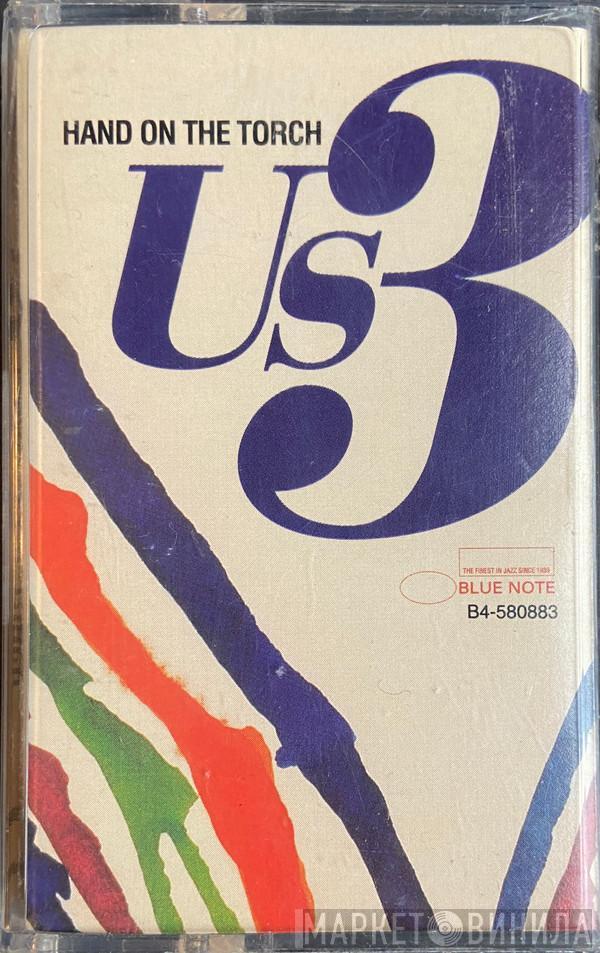 HAND ON THE TORCH
Us3
THE FINEST IN JAZZ SINCE 1939
BLUE NOTE
B4-580883
МАРКЕТ ВИНИЛА